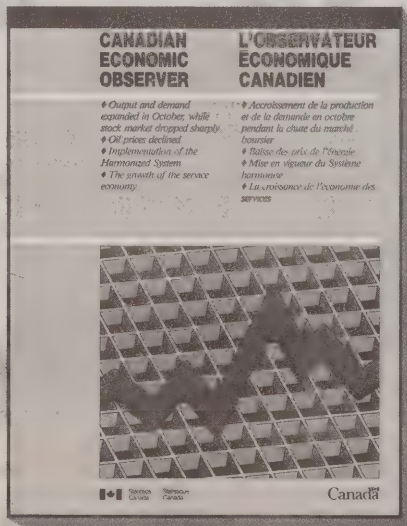 CANADIAN
ECONOMIC
OBSERVER
♦ Output and demand
expanded in October, while
stock market dropped sharply
♦ Oil prices declined
♦ Implementation of the
Harmonized System
♦ The growth of the service
economy
L'OBSERVATEUR
ÉCONOMIQUE
CANADIEN
♦ Accroissement de la production
et de la demande en octobre
pendant la chute du marché
boursier
♦ Baisse des prix de l'énergie
♦ Mise en vigueur du Système
harmonisé
♦ La croissance de l'économie des
services
Statistics
Canada
Statistique
Canada
Canada